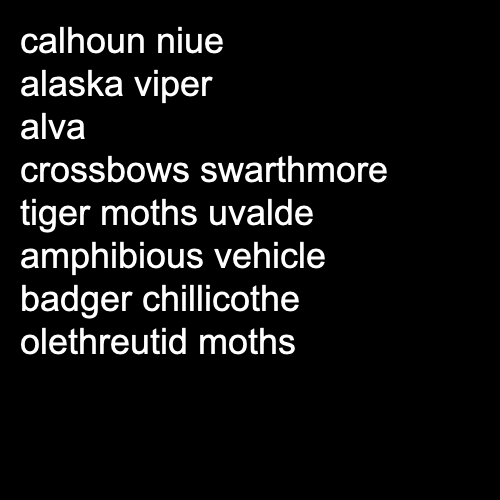 calhoun niue
alaska viper
alva
crossbows swarthmore
tiger moths uvalde
amphibious vehicle
badger chillicothe
olethreutid moths